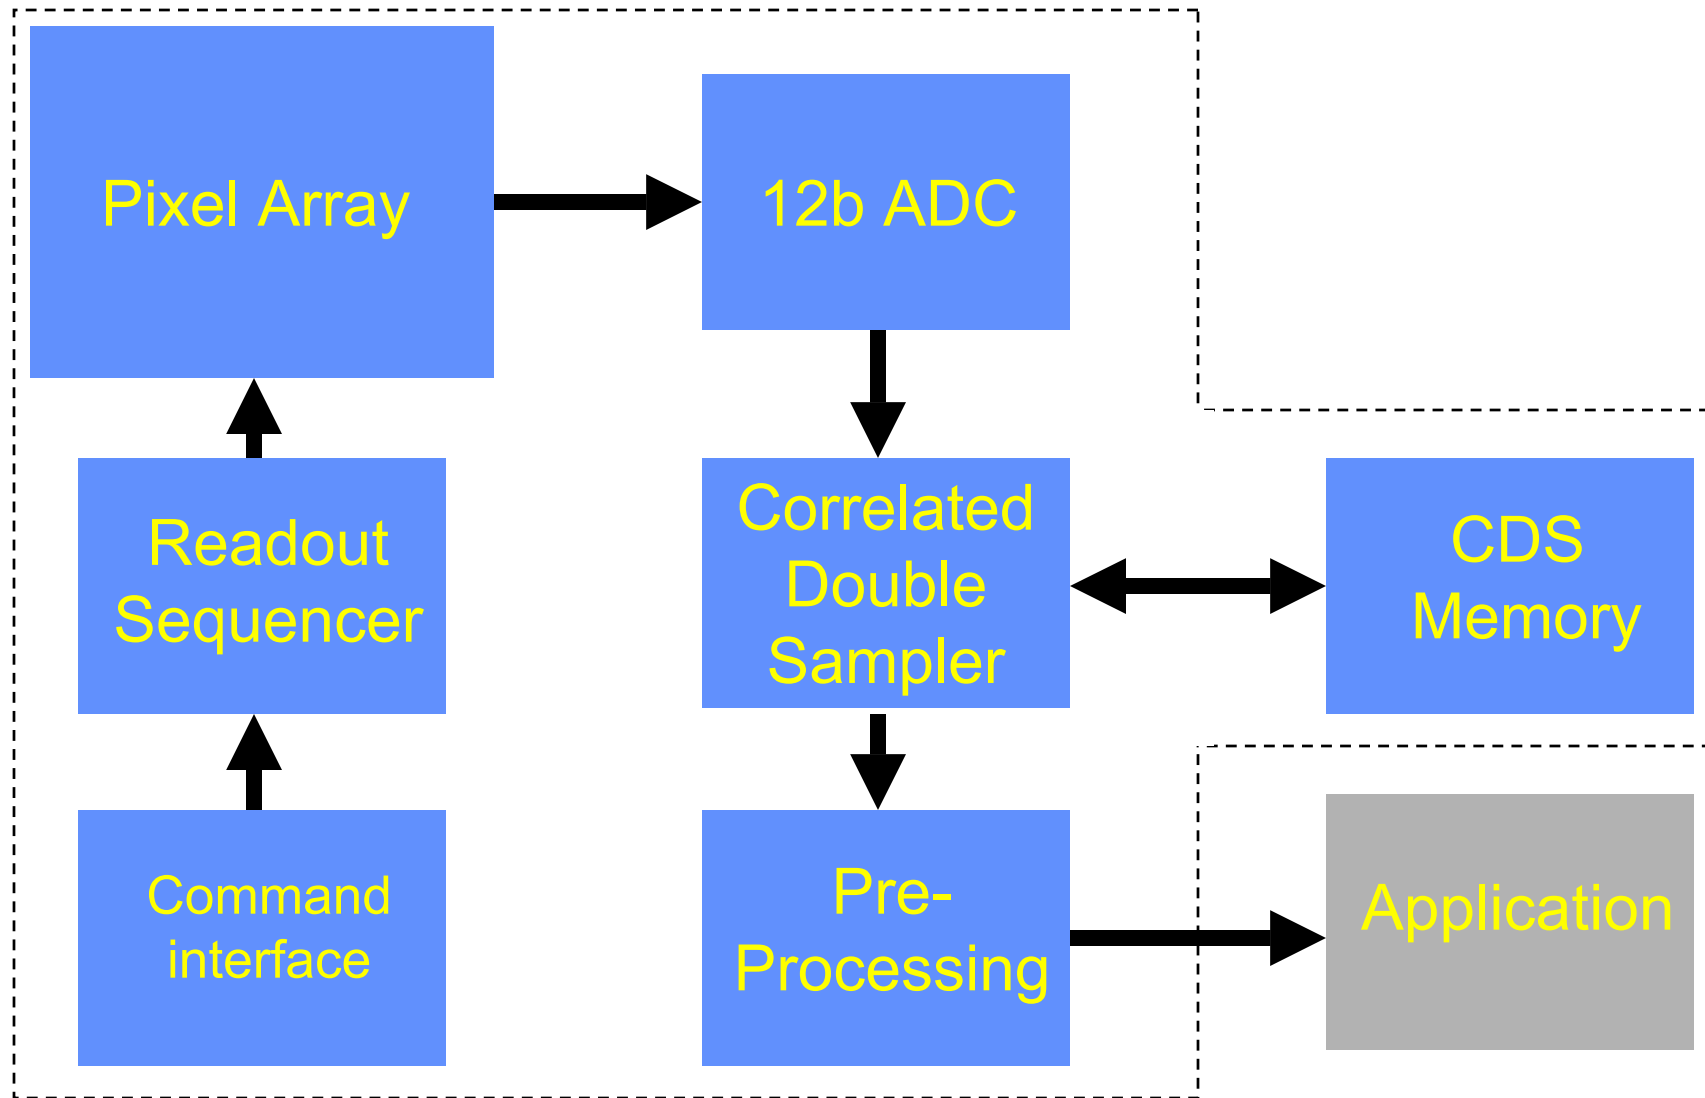 Pixel Array
12b ADC
Readout
Sequencer
Correlated
Double
Sampler
CDS
Memory
Command
interface
Pre-
Processing
Application